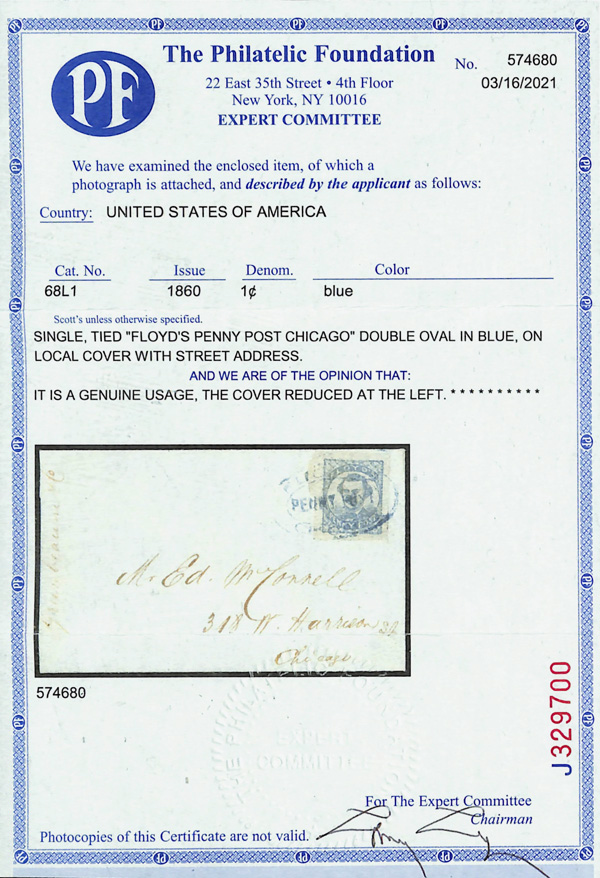 PF
The Philatelic Foundation
No. 574680
22 East 35th Street • 4th Floor
03/16/2021
New York, NY 10016
EXPERT COMMITTEE
We have examined the enclosed item, of which a
photograph is attached, and described by the applicant as follows:
Country: UNITED STATES OF AMERICA
Cat. No. Issue Denom. Color
68L1 1860 1¢ blue
Scott's unless otherwise specified.
SINGLE, TIED "FLOYD'S PENNY POST CHICAGO" DOUBLE OVAL IN BLUE, ON
LOCAL COVER WITH STREET ADDRESS.
AND WE ARE OF THE OPINION THAT:
IT IS A GENUINE USAGE, THE COVER REDUCED AT THE LEFT. * * * * * * * * * *
PENNY
Mr. Ed. McConnell
318 W. Harrison St
Chicago
574680
EXPERT
COMMITTEE
J329700
For The Expert Committee
Chairman
Photocopies of this Certificate are not valid.